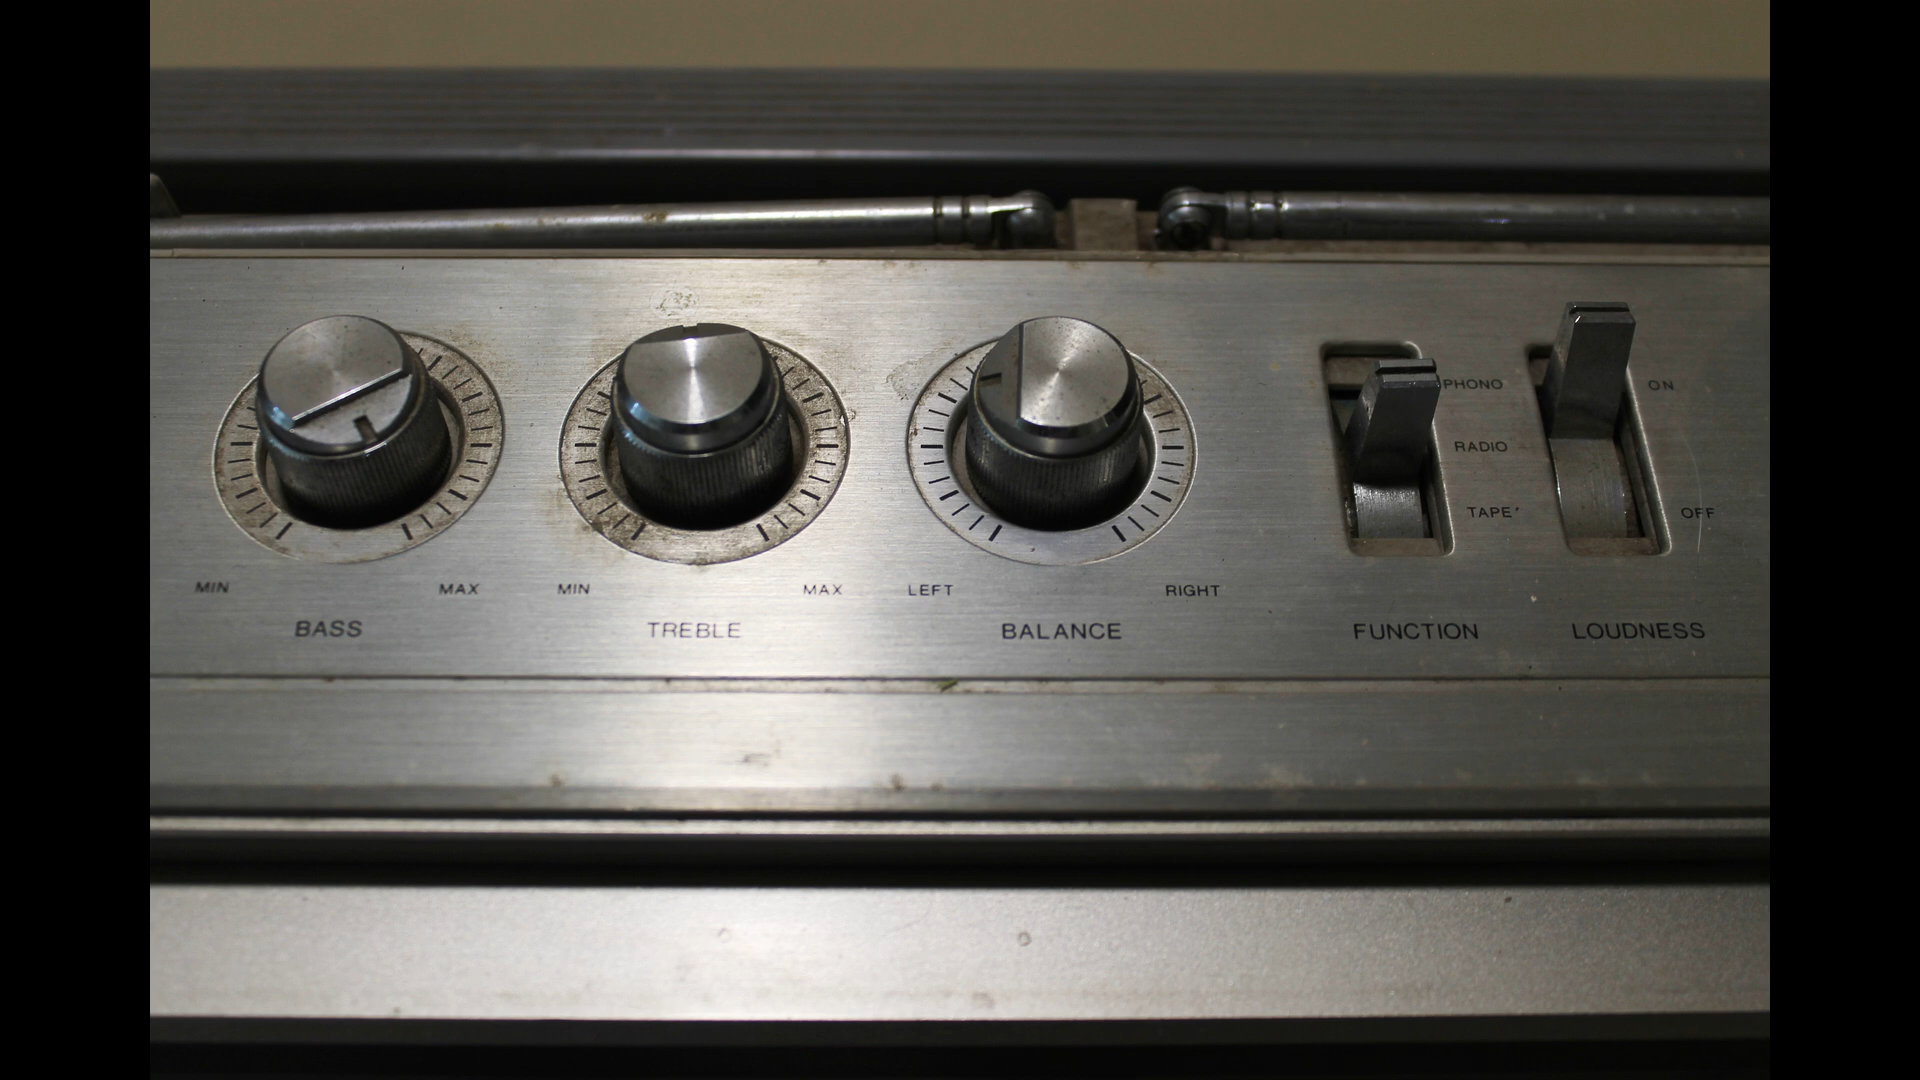 PHONO ON
RADIO
TAPE OFF
MIN MAX MIN MAX LEFT RIGHT
BASS TREBLE BALANCE FUNCTION LOUDNESS